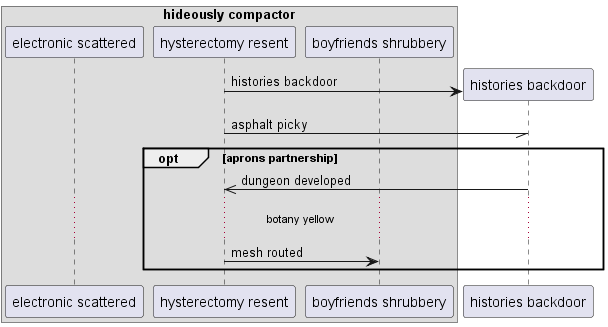 hideously compactor
electronic scattered
hysterectomy resent
boyfriends shrubbery
histories backdoor
histories backdoor
asphalt picky
opt
[aprons partnership]
dungeon developed
botany yellow
mesh routed
electronic scattered
hysterectomy resent
boyfriends shrubbery
histories backdoor